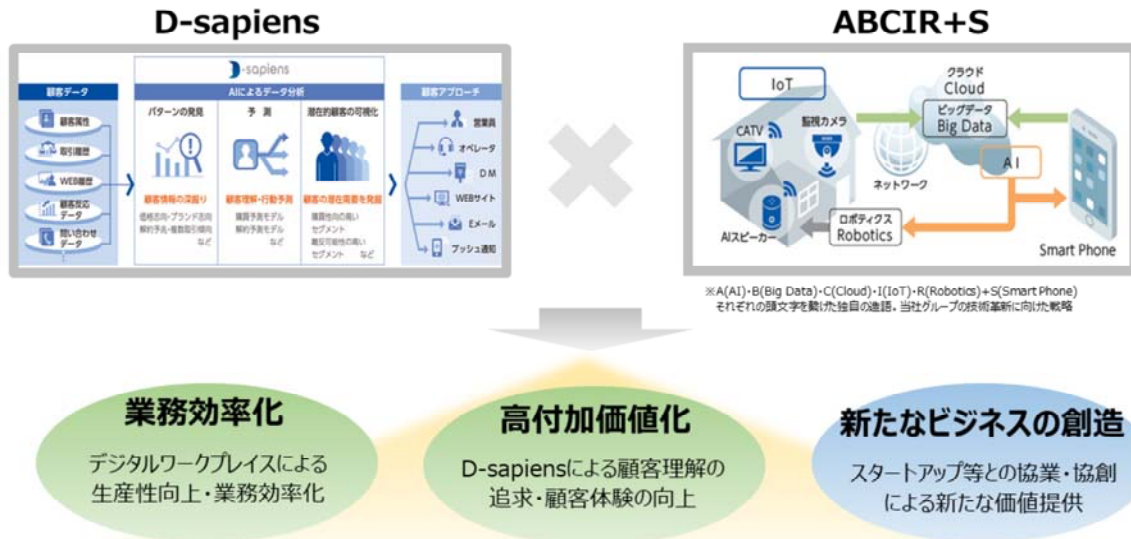 D-sapiens
D-sapiens
顧客データ
顧客属性
取引履歴
WEB履歴
顧客反応
データ
問い合わせ
データ
AIによるデータ分析
パターンの発見
顧客情報の深掘り
価格志向・ブランド志向
解約予兆・複数取引傾向
など
予 測
顧客理解・行動予測
購買予測モデル
解約予測モデル
など
潜在的顧客の可視化
顧客の潜在需要を発掘
購買性向の高い
セグメント
離反可能性の高い
セグメント など
顧客アプローチ
営業員
オペレータ
DM
WEBサイト
Eメール
プッシュ通知
ABCIR+S
IoT
CATV
監視カメラ
AIスピーカー
クラウド
Cloud
ビッグデータ
Big Data
AI
ネットワーク
ロボティクス
Robotics
Smart Phone
※A(AI)・B(Big Data)・C(Cloud)・I(IoT)・R(Robotics)+S(Smart Phone)
それぞれの頭文字を繋げた独自の造語。当社グループの技術革新に向けた戦略
業務効率化
デジタルワークプレイスによる
生産性向上・業務効率化
高付加価値化
D-sapiensによる顧客理解の
追求・顧客体験の向上
新たなビジネスの創造
スタートアップ等との協業・協創
による新たな価値提供